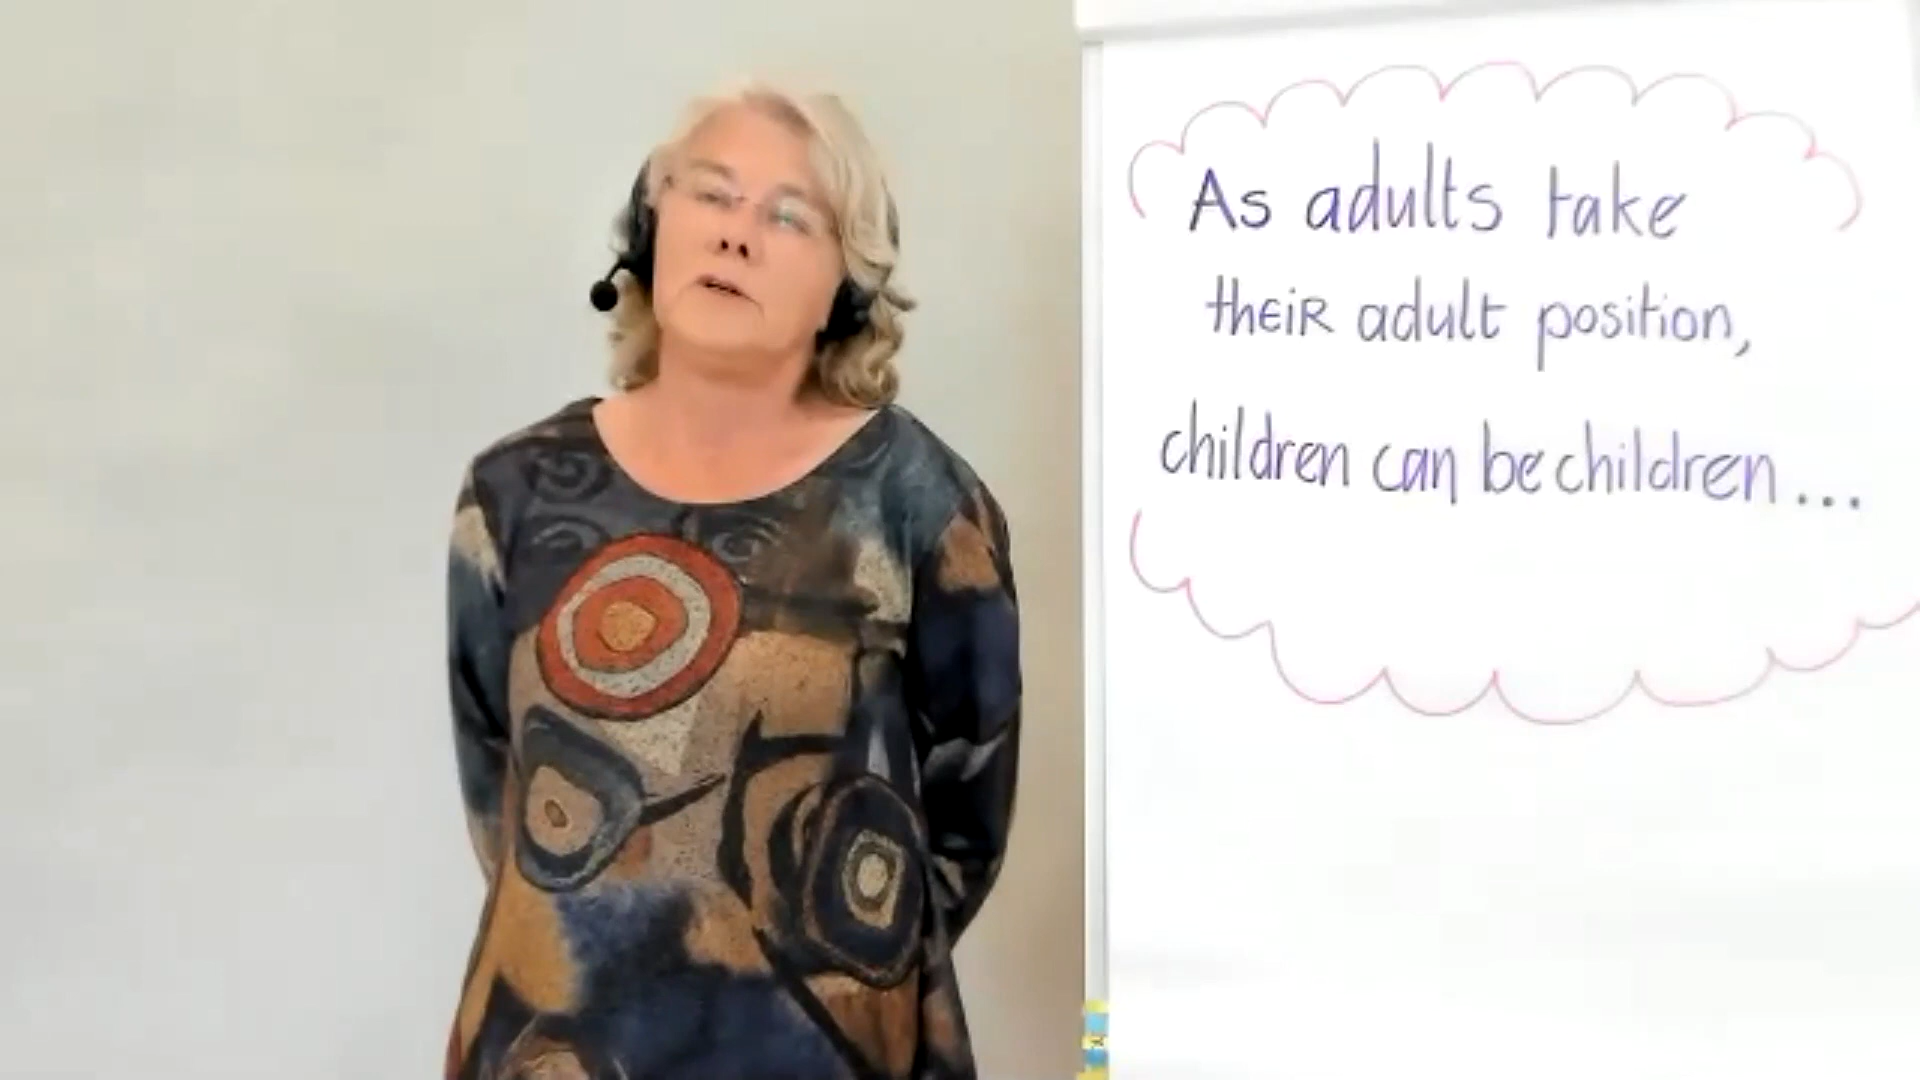 As adults take
their adult position,
children can be children...